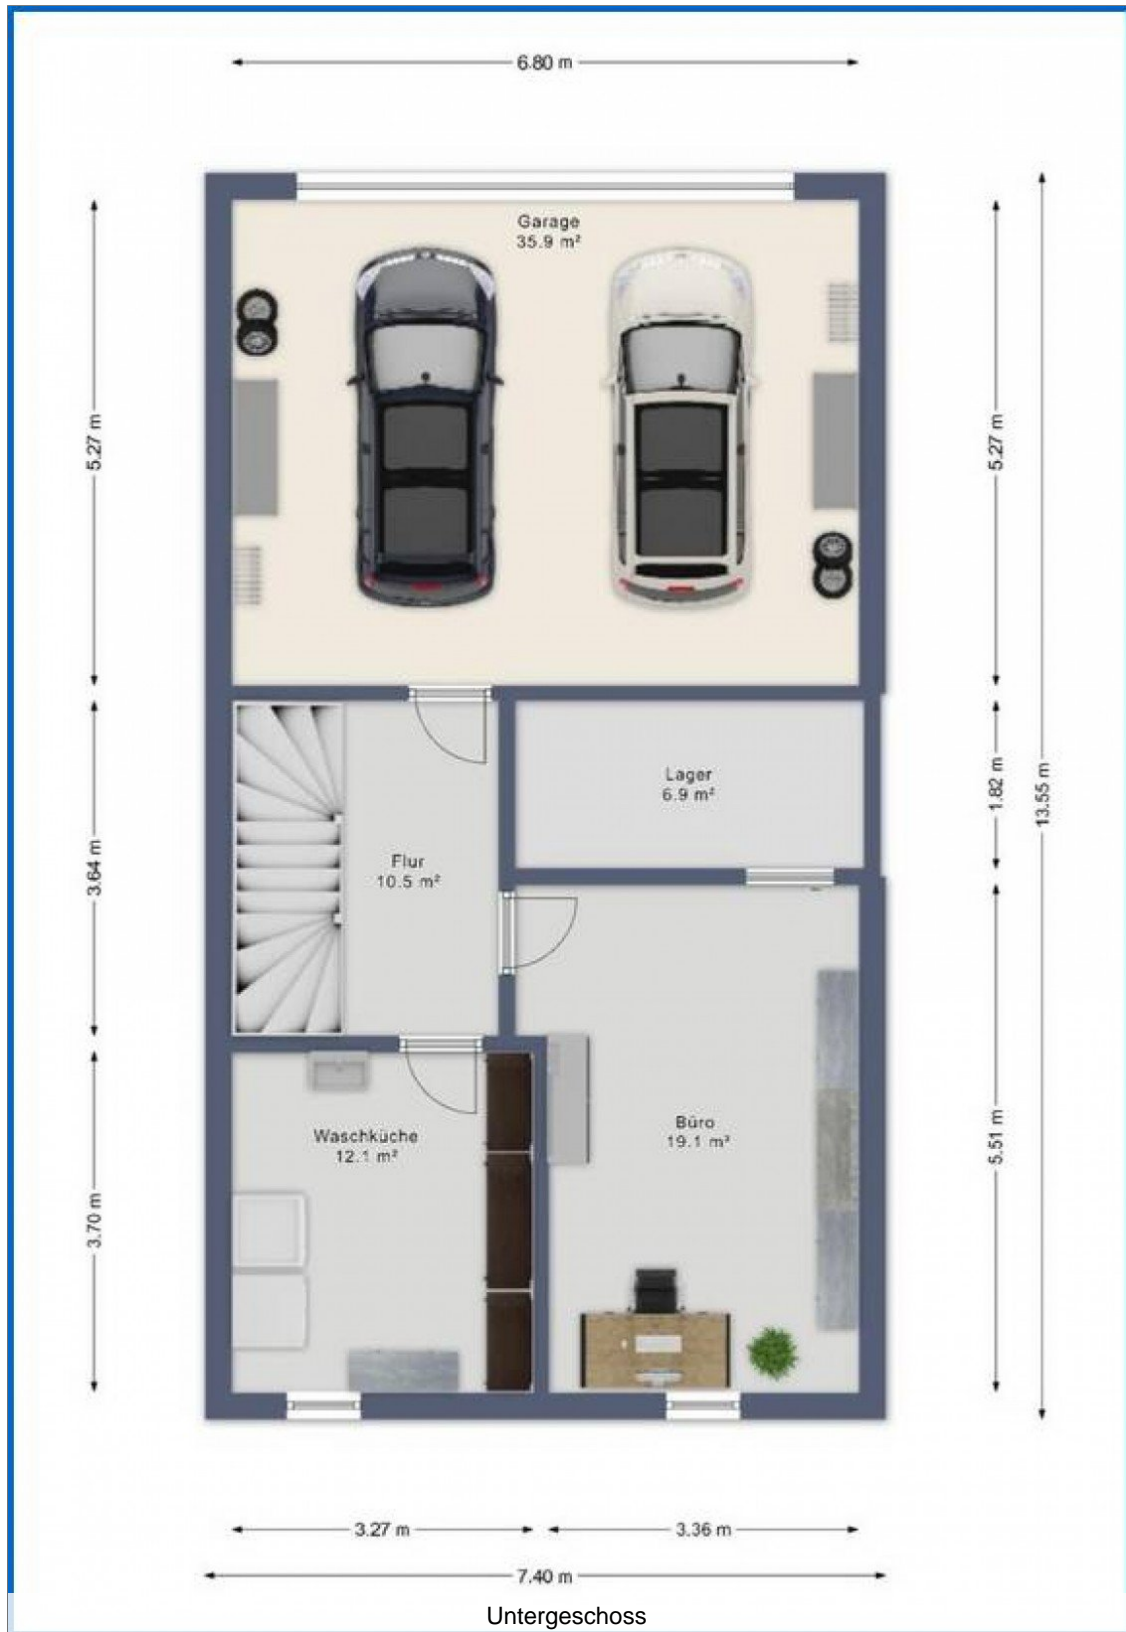 6.80 m
Garage
35.9 m²
5.27 m
5.27 m
Lager
6.9 m²
1.82 m
13.55 m
3.64 m
Flur
10.5 m²
Waschküche
12.1 m²
Büro
19.1 m²
5.51 m
3.70 m
3.27 m
3.36 m
7.40 m
Untergeschoss